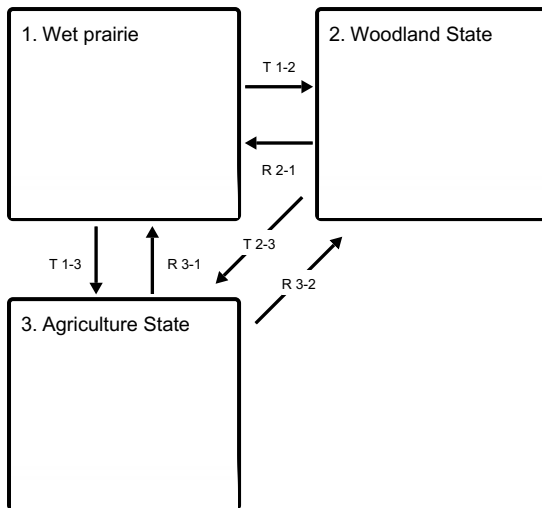 1. Wet prairie
2. Woodland State
T 1-2
R 2-1
T 1-3
R 3-1
T 2-3
R 3-2
3. Agriculture State